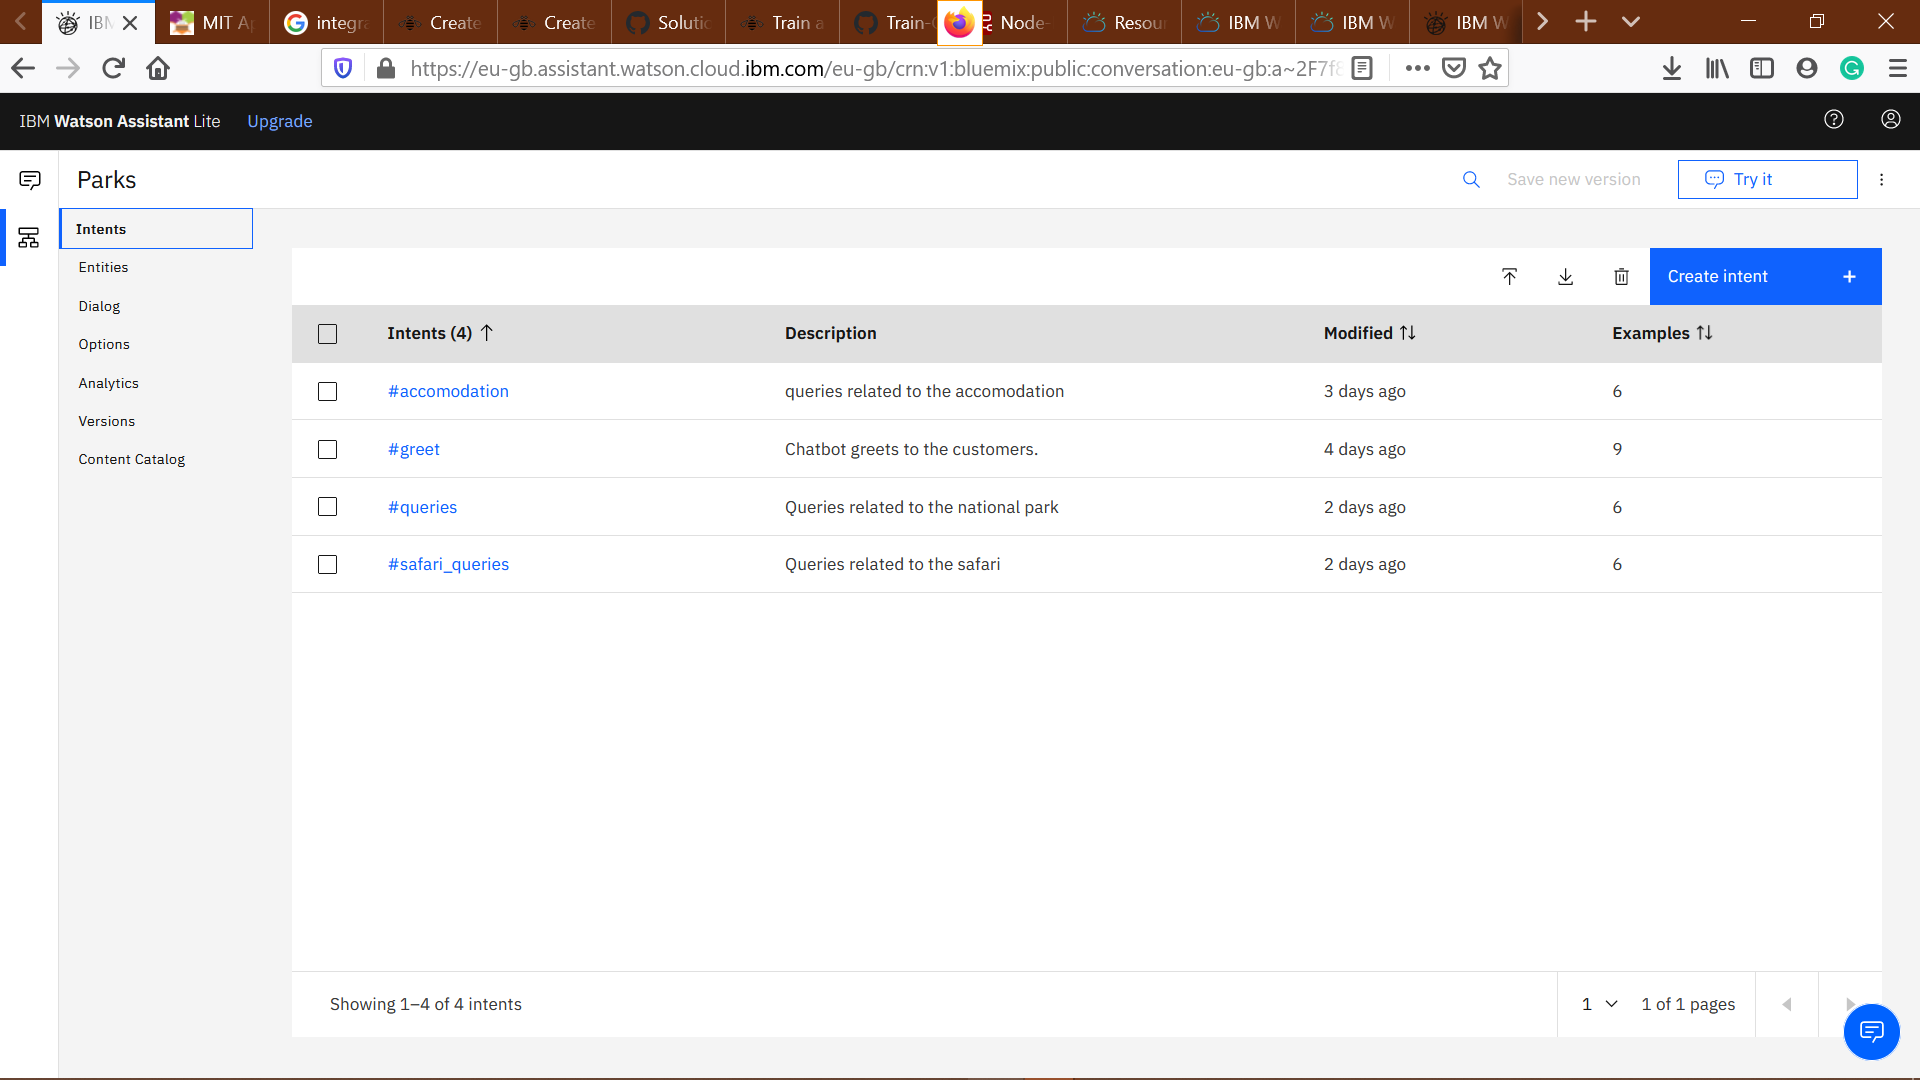 IBM
MIT Ap
integra
Create
Create
Solutio
Train a
Train-
Node-
Resour
IBM W
IBM W
IBM W
https://eu-gb.assistant.watson.cloud.ibm.com/eu-gb/crn:v1:bluemix:public:conversation:eu-gb:a~2F7f8
IBM Watson Assistant Lite Upgrade
Parks
Save new version
Try it
Intents
Entities
Dialog
Options
Analytics
Versions
Content Catalog
Create intent +
Intents (4) Description Modified Examples
#accomodation queries related to the accomodation 3 days ago 6
#greet Chatbot greets to the customers. 4 days ago 9
#queries Queries related to the national park 2 days ago 6
#safari_queries Queries related to the safari 2 days ago 6
Showing 1–4 of 4 intents
1 1 of 1 pages